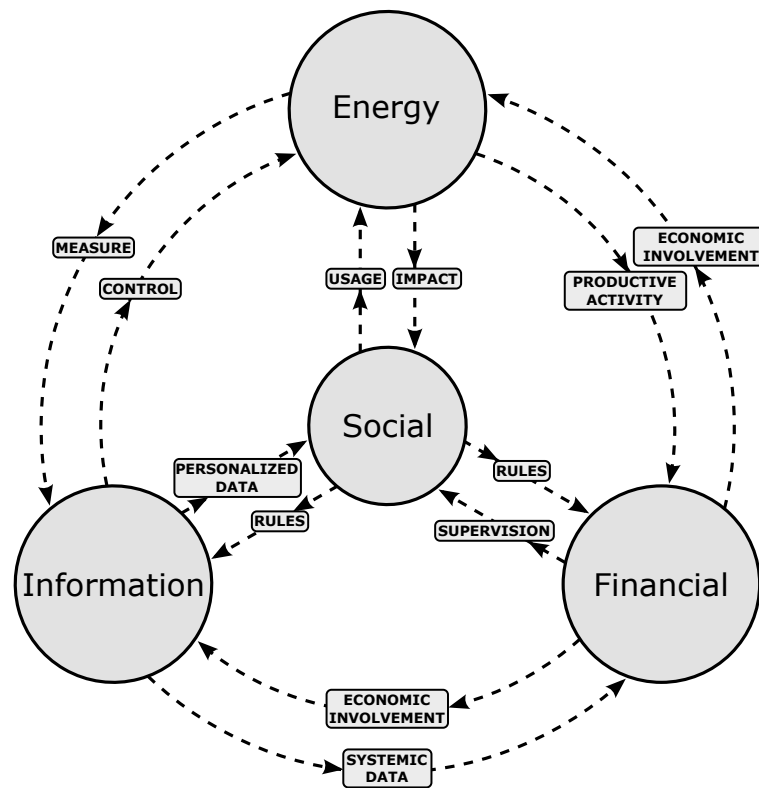 Energy
MEASURE
ECONOMIC
INVOLVEMENT
CONTROL
USAGE
IMPACT
PRODUCTIVE
ACTIVITY
Social
PERSONALIZED
DATA
RULES
RULES
SUPERVISION
Information
Financial
ECONOMIC
INVOLVEMENT
SYSTEMIC
DATA